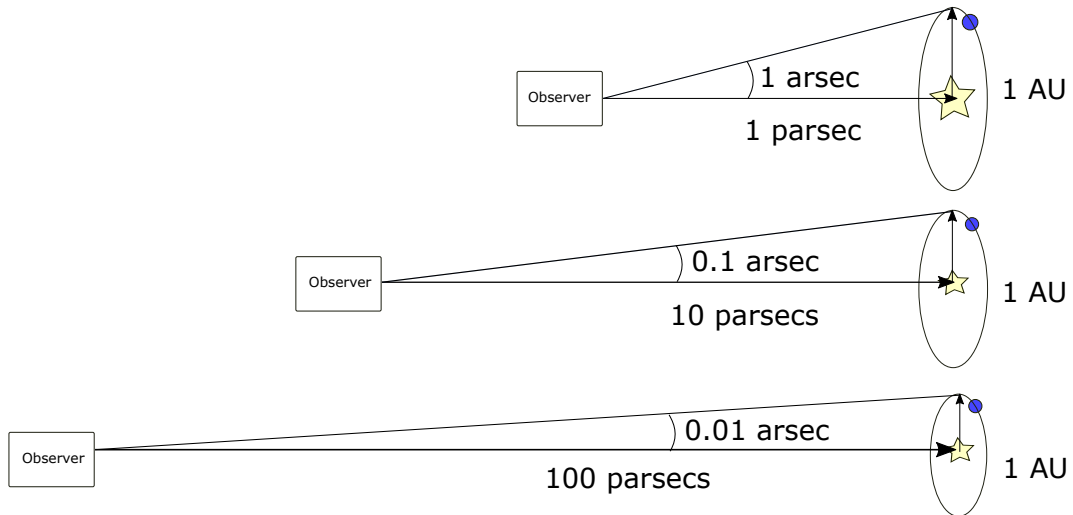 Observer
1 arsec
1 AU
1 parsec
Observer
0.1 arsec
1 AU
10 parsecs
Observer
0.01 arsec
1 AU
100 parsecs